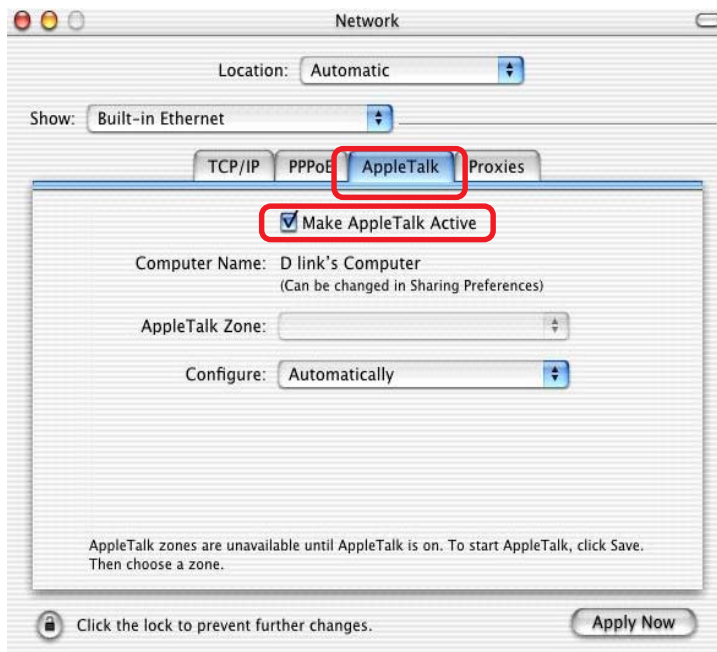 Network
Location: Automatic
Show: Built-in Ethernet
TCP/IP PPPoE AppleTalk Proxies
Make AppleTalk Active
Computer Name: D link's Computer
(Can be changed in Sharing Preferences)
AppleTalk Zone:
Configure: Automatically
AppleTalk zones are unavailable until AppleTalk is on. To start AppleTalk, click Save.
Then choose a zone.
Click the lock to prevent further changes.
Apply Now